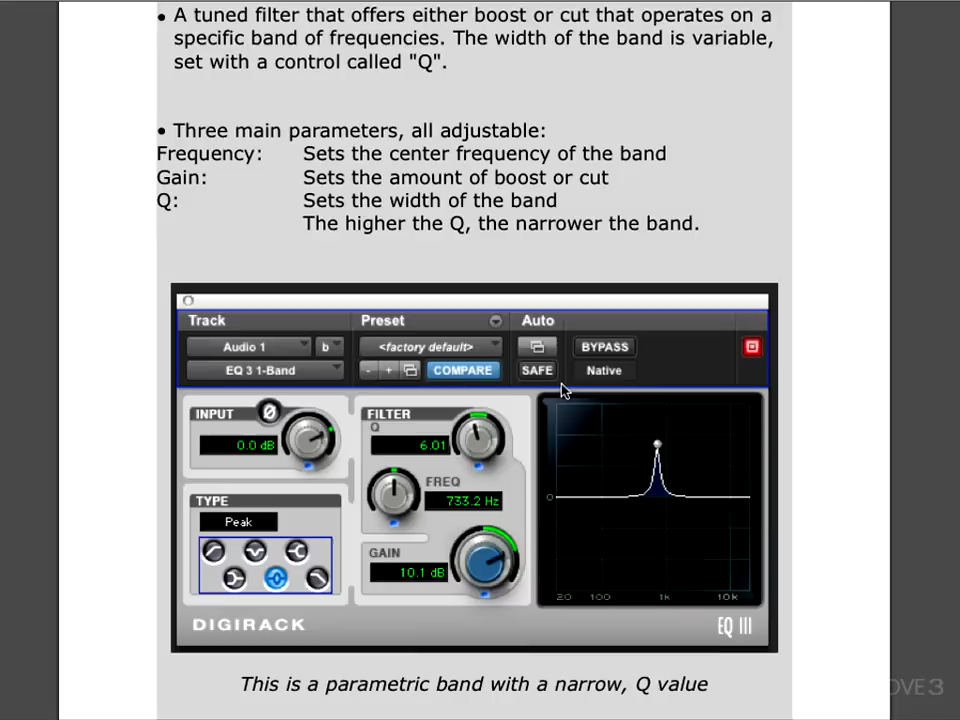 • A tuned filter that offers either boost or cut that operates on a
specific band of frequencies. The width of the band is variable,
set with a control called "Q".
• Three main parameters, all adjustable:
Frequency: Sets the center frequency of the band
Gain: Sets the amount of boost or cut
Q: Sets the width of the band
The higher the Q, the narrower the band.
Track Preset Auto
Audio 1 b <factory default> BYPASS
EQ 3 1-Band - + COMPARE SAFE Native
INPUT Ø
0.0 dB
TYPE
Peak
FILTER
Q
6.01
FREQ
733.2 Hz
GAIN
10.1 dB
0
20 100 1k 10k
DIGIRACK
EQ III
This is a parametric band with a narrow, Q value
OVE3